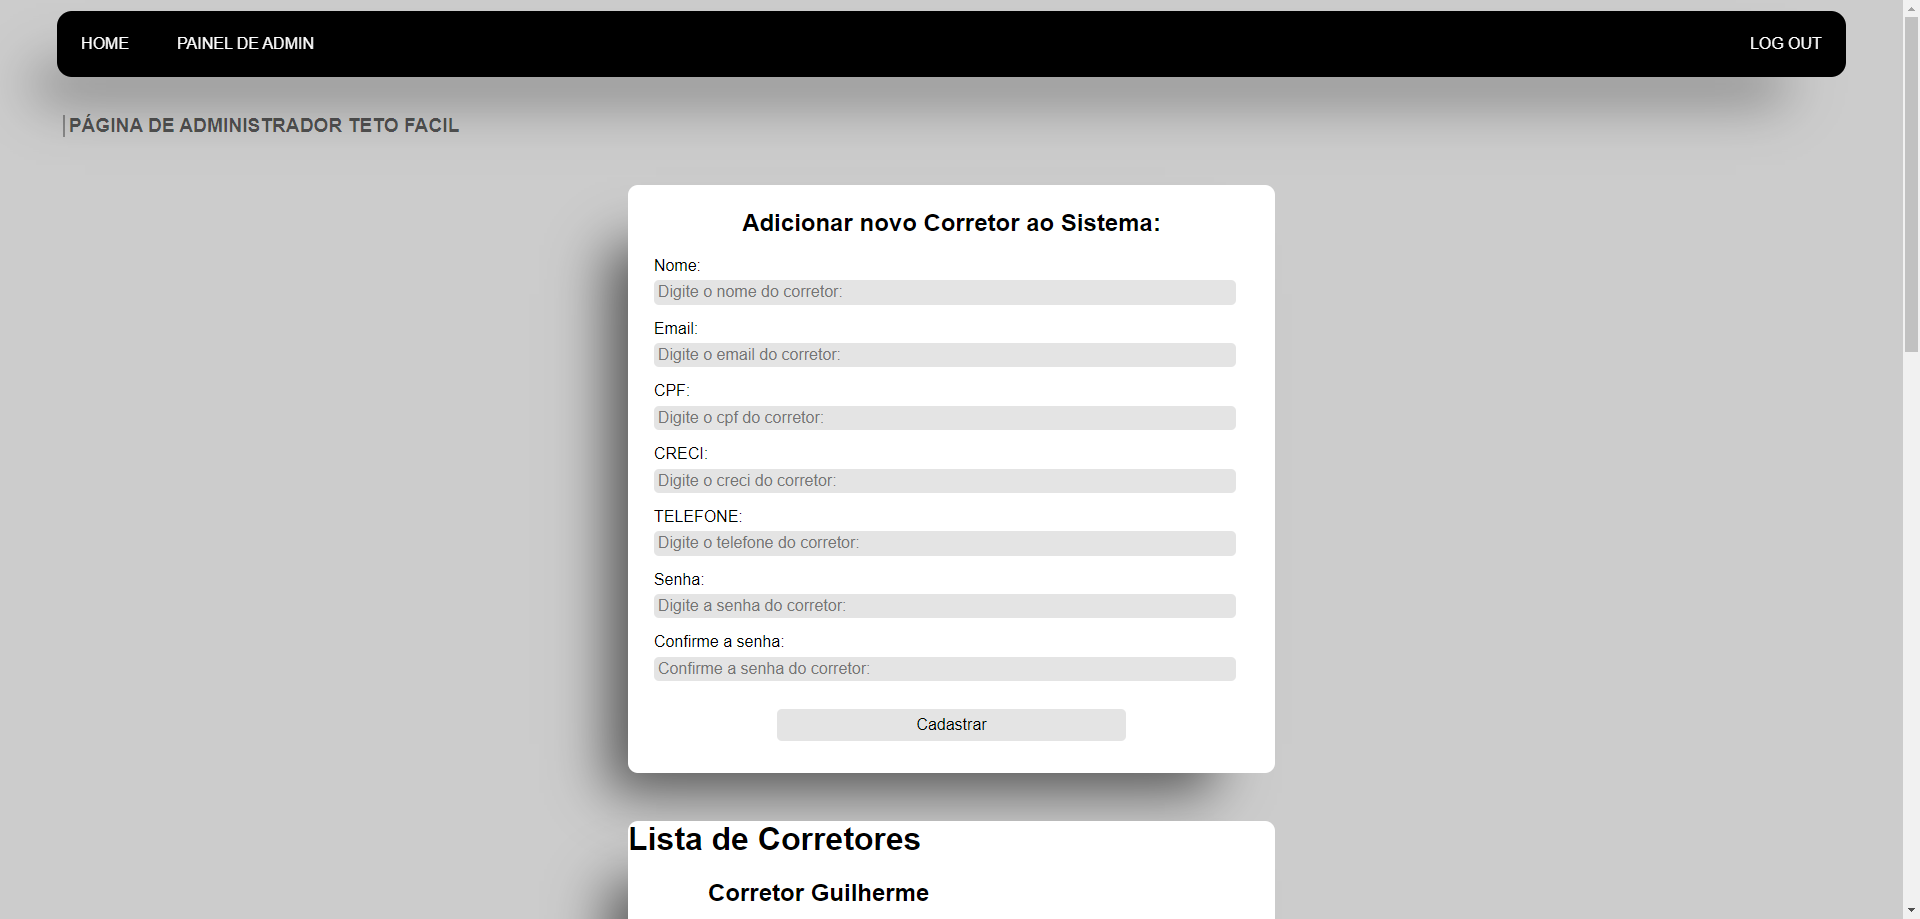 HOME PAINEL DE ADMIN LOG OUT
PÁGINA DE ADMINISTRADOR TETO FACIL
Adicionar novo Corretor ao Sistema:
Nome:
Digite o nome do corretor:
Email:
Digite o email do corretor:
CPF:
Digite o cpf do corretor:
CRECI:
Digite o creci do corretor:
TELEFONE:
Digite o telefone do corretor:
Senha:
Digite a senha do corretor:
Confirme a senha:
Confirme a senha do corretor:
Cadastrar
Lista de Corretores
Corretor Guilherme